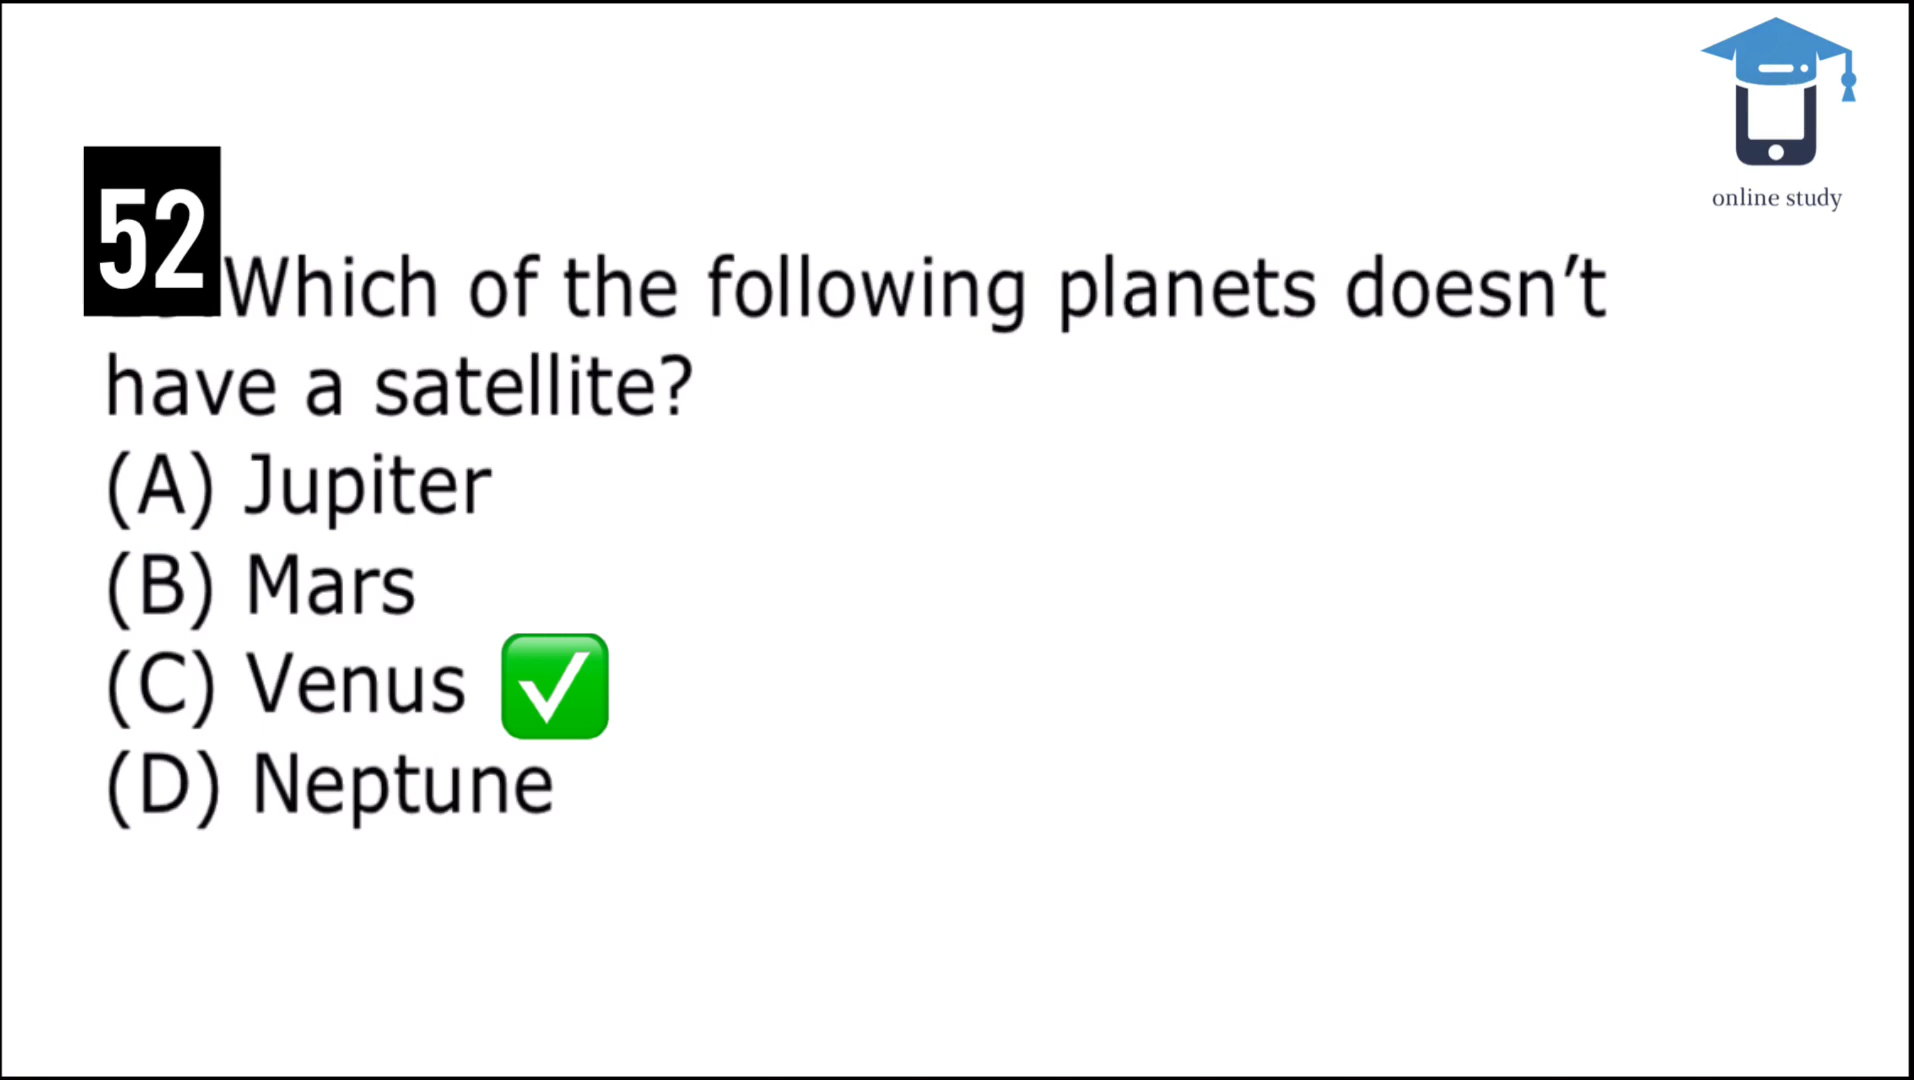 online study
52 Which of the following planets doesn’t
have a satellite?
(A) Jupiter
(B) Mars
(C) Venus ✅
(D) Neptune